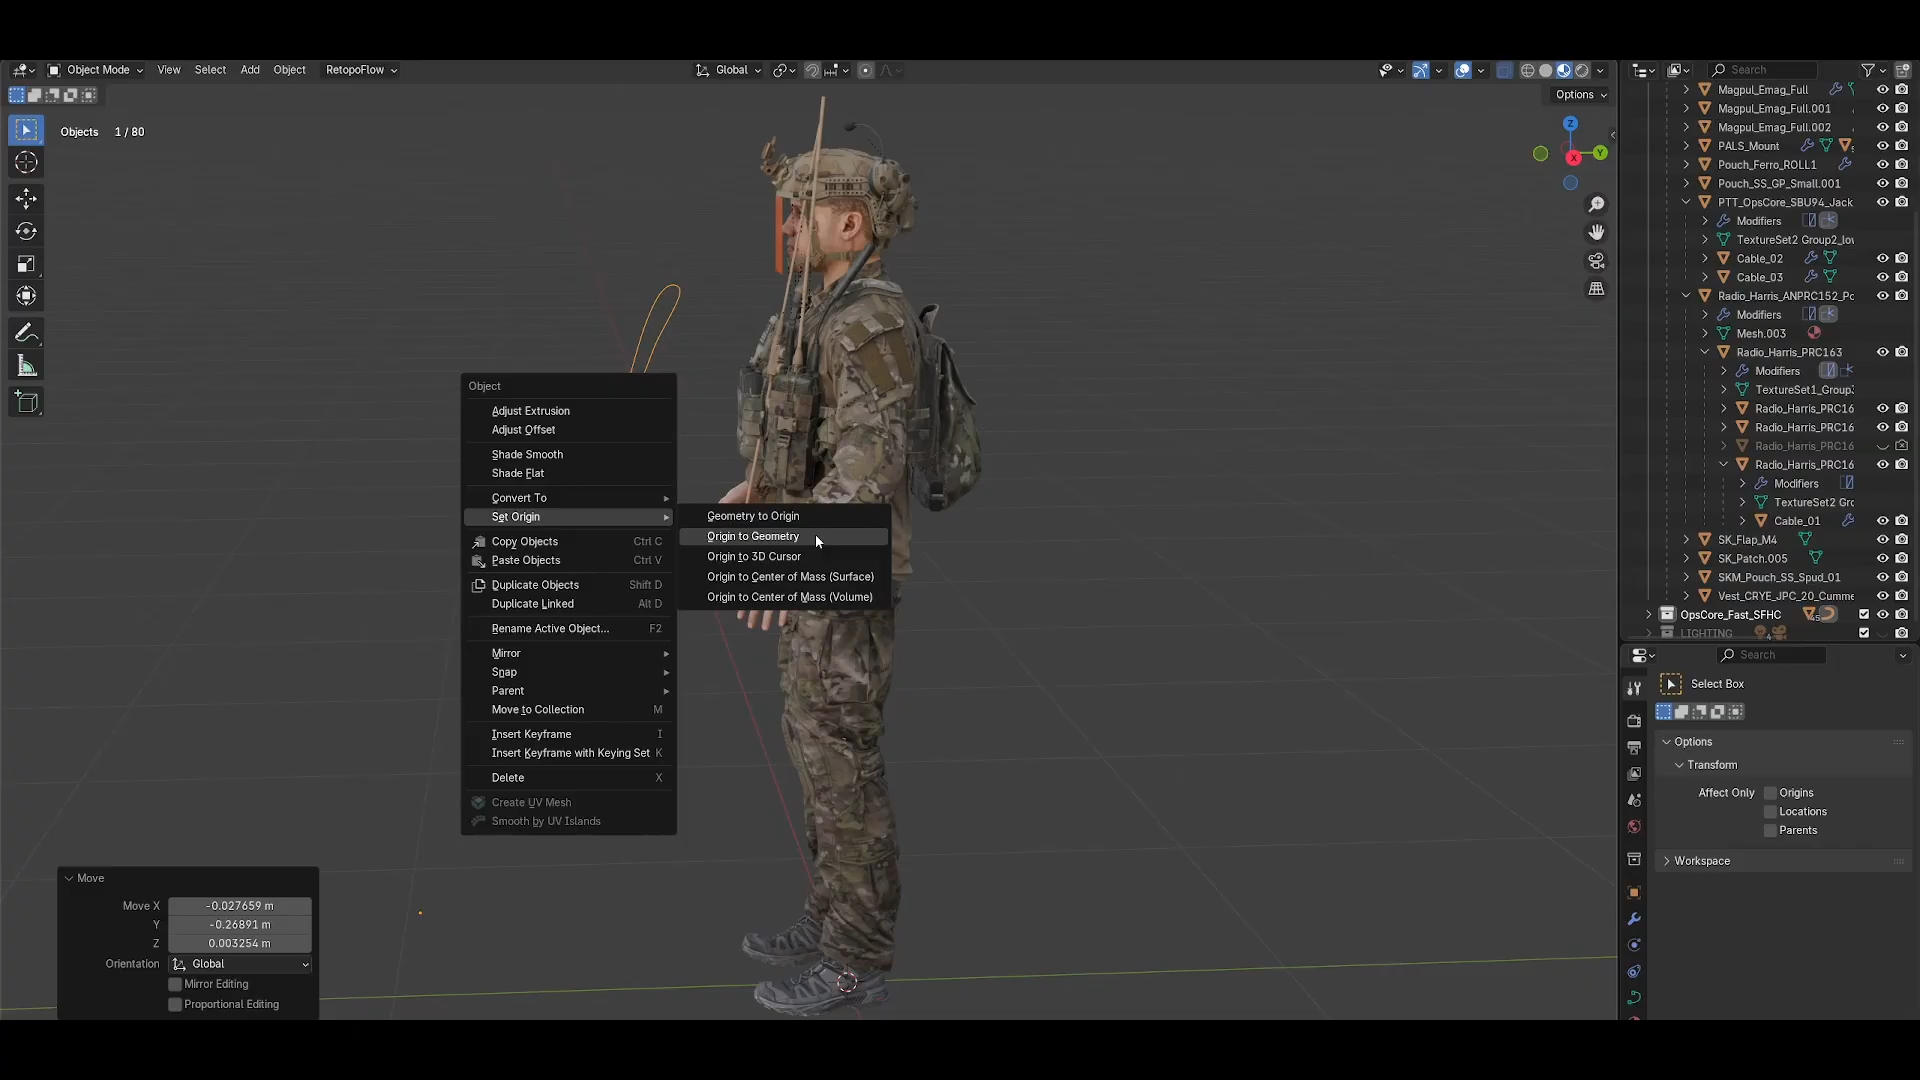 Object Mode
View
Select
Add
Object
RetopoFlow
Global
Search
Options
Objects 1 / 80
Z
Y
X
Magpul_Emag_Full
Magpul_Emag_Full.001
Magpul_Emag_Full.002
PALS_Mount
Pouch_Ferro_ROLL1
Pouch_SS_GP_Small.001
PTT_OpsCore_SBU94_Jack
Modifiers
TextureSet2 Group2_lov
Cable_02
Cable_03
Radio_Harris_ANPRC152_Po
Modifiers
Mesh.003
Radio_Harris_PRC163
Modifiers
TextureSet1_Group3
Radio_Harris_PRC16
Radio_Harris_PRC16
Radio_Harris_PRC16
Radio_Harris_PRC16
Modifiers
TextureSet2 Grc
Cable_01
SK_Flap_M4
SK_Patch.005
SKM_Pouch_SS_Spud_01
Vest_CRYE_JPC_20_Cumme
OpsCore_Fast_SFHC
LIGHTING
Object
Adjust Extrusion
Adjust Offset
Shade Smooth
Shade Flat
Convert To
Set Origin
Copy Objects Ctrl C
Paste Objects Ctrl V
Duplicate Objects Shift D
Duplicate Linked Alt D
Rename Active Object... F2
Mirror
Snap
Parent
Move to Collection M
Insert Keyframe I
Insert Keyframe with Keying Set K
Delete X
Create UV Mesh
Smooth by UV Islands
Geometry to Origin
Origin to Geometry
Origin to 3D Cursor
Origin to Center of Mass (Surface)
Origin to Center of Mass (Volume)
Move
Move X -0.027659 m
Y -0.26891 m
Z 0.003254 m
Orientation Global
Mirror Editing
Proportional Editing
Search
Select Box
Options
Transform
Affect Only Origins
Locations
Parents
Workspace